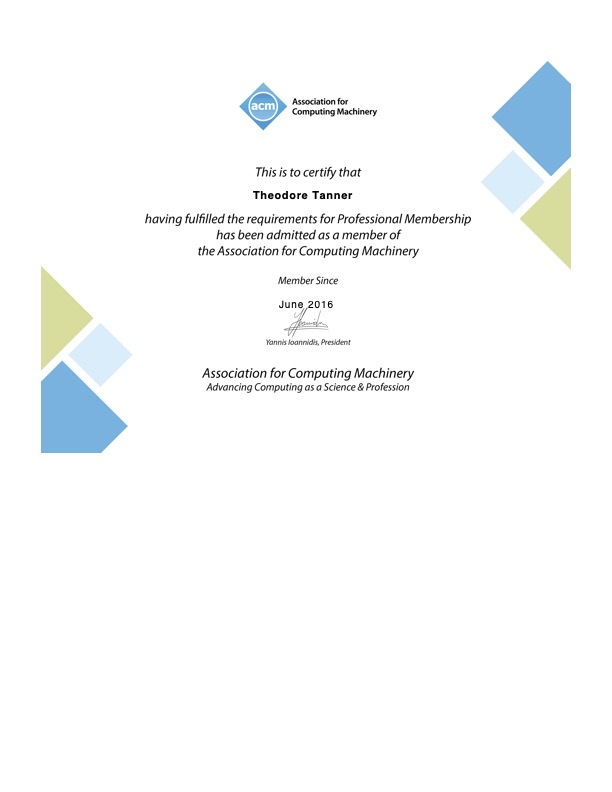 acm
Association for
Computing Machinery
This is to certify that
Theodore Tanner
having fulfilled the requirements for Professional Membership
has been admitted as a member of
the Association for Computing Machinery
Member Since
June 2016
Yannis Ioannidis, President
Association for Computing Machinery
Advancing Computing as a Science & Profession